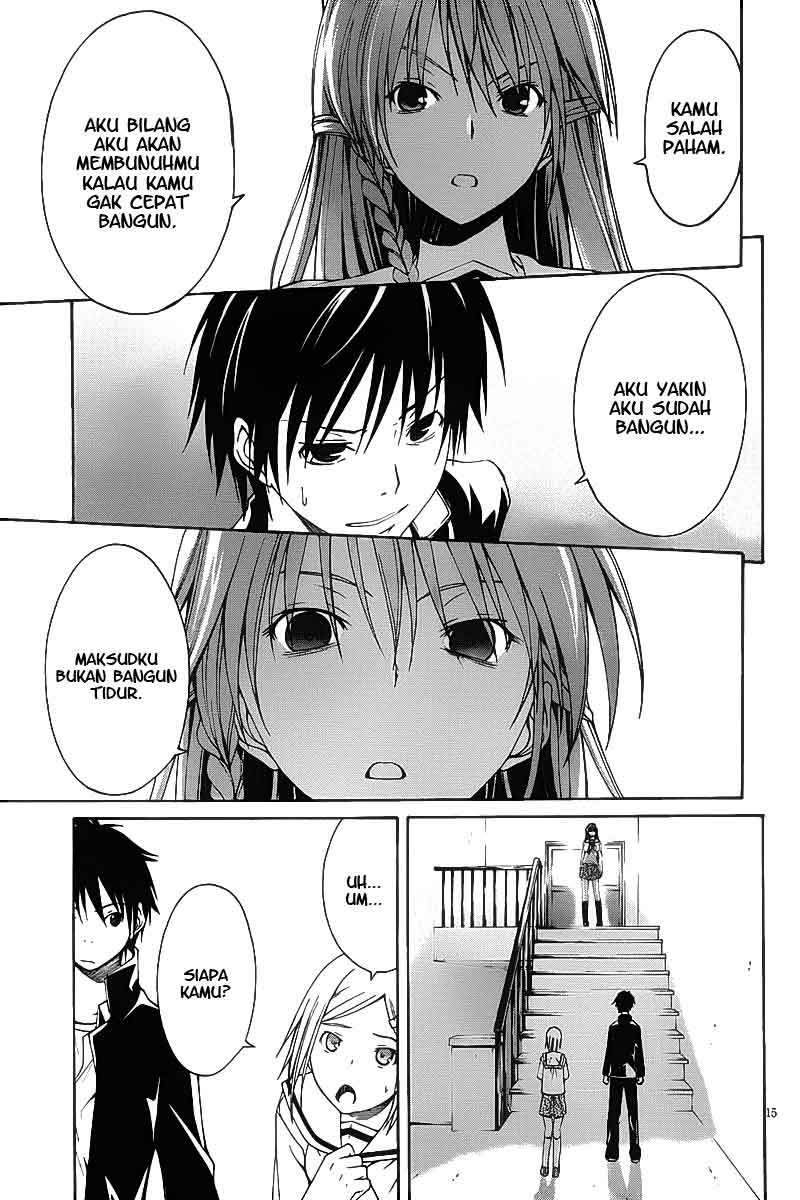 KAMU
SALAH
PAHAM.
AKU BILANG
AKU AKAN
MEMBUNUHMU
KALAU KAMU
GAK CEPAT
BANGUN.
AKU YAKIN
AKU SUDAH
BANGUN...
MAKSUDKU
BUKAN BANGUN
TIDUR.
UH...
UM...
SIAPA
KAMU?
15